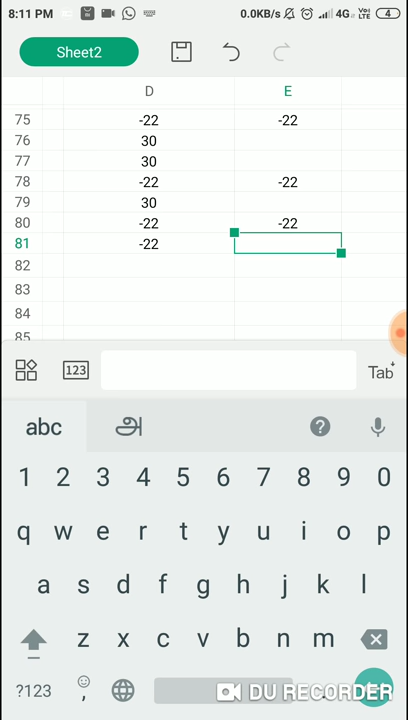 8:11 PM 0.0KB/s 4G VoLTE 4
Sheet2
D E
75 -22 -22
76 30
77 30
78 -22 -22
79 30
80 -22 -22
81 -22
82
83
84
85
123 Tab
abc அ
1 2 3 4 5 6 7 8 9 0
q w e r t y u i o p
a s d f g h j k l
z x c v b n m
?123 , .
DU RECORDER